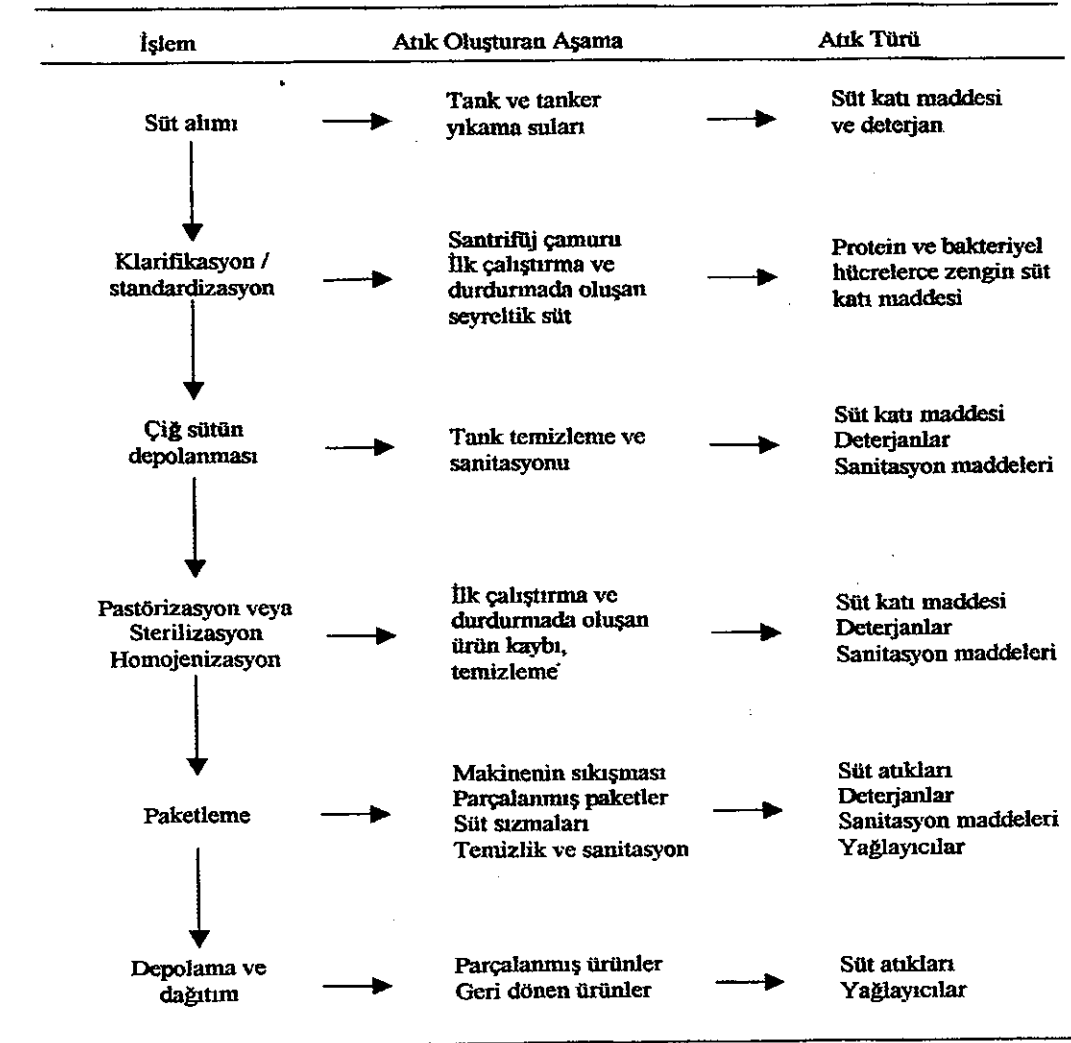 İşlem Atık Oluşturan Aşama Atık Türü
Süt alımı
Tank ve tanker
yıkama suları
Süt katı maddesi
ve deterjan
Klarifikasyon /
standardizasyon
Santrifüj çamuru
İlk çalıştırma ve
durdurmada oluşan
seyreltik süt
Protein ve bakteriyel
hücrelerce zengin süt
katı maddesi
Çiğ sütün
depolanması
Tank temizleme ve
sanitasyonu
Süt katı maddesi
Deterjanlar
Sanitasyon maddeleri
Pastörizasyon veya
Sterilizasyon
Homojenizasyon
İlk çalıştırma ve
durdurmada oluşan
ürün kaybı,
temizleme
Süt katı maddesi
Deterjanlar
Sanitasyon maddeleri
Paketleme
Makinenin sıkışması
Parçalanmış paketler
Süt sızmaları
Temizlik ve sanitasyon
Süt atıkları
Deterjanlar
Sanitasyon maddeleri
Yağlayıcılar
Depolama ve
dağıtım
Parçalanmış ürünler
Geri dönen ürünler
Süt atıkları
Yağlayıcılar